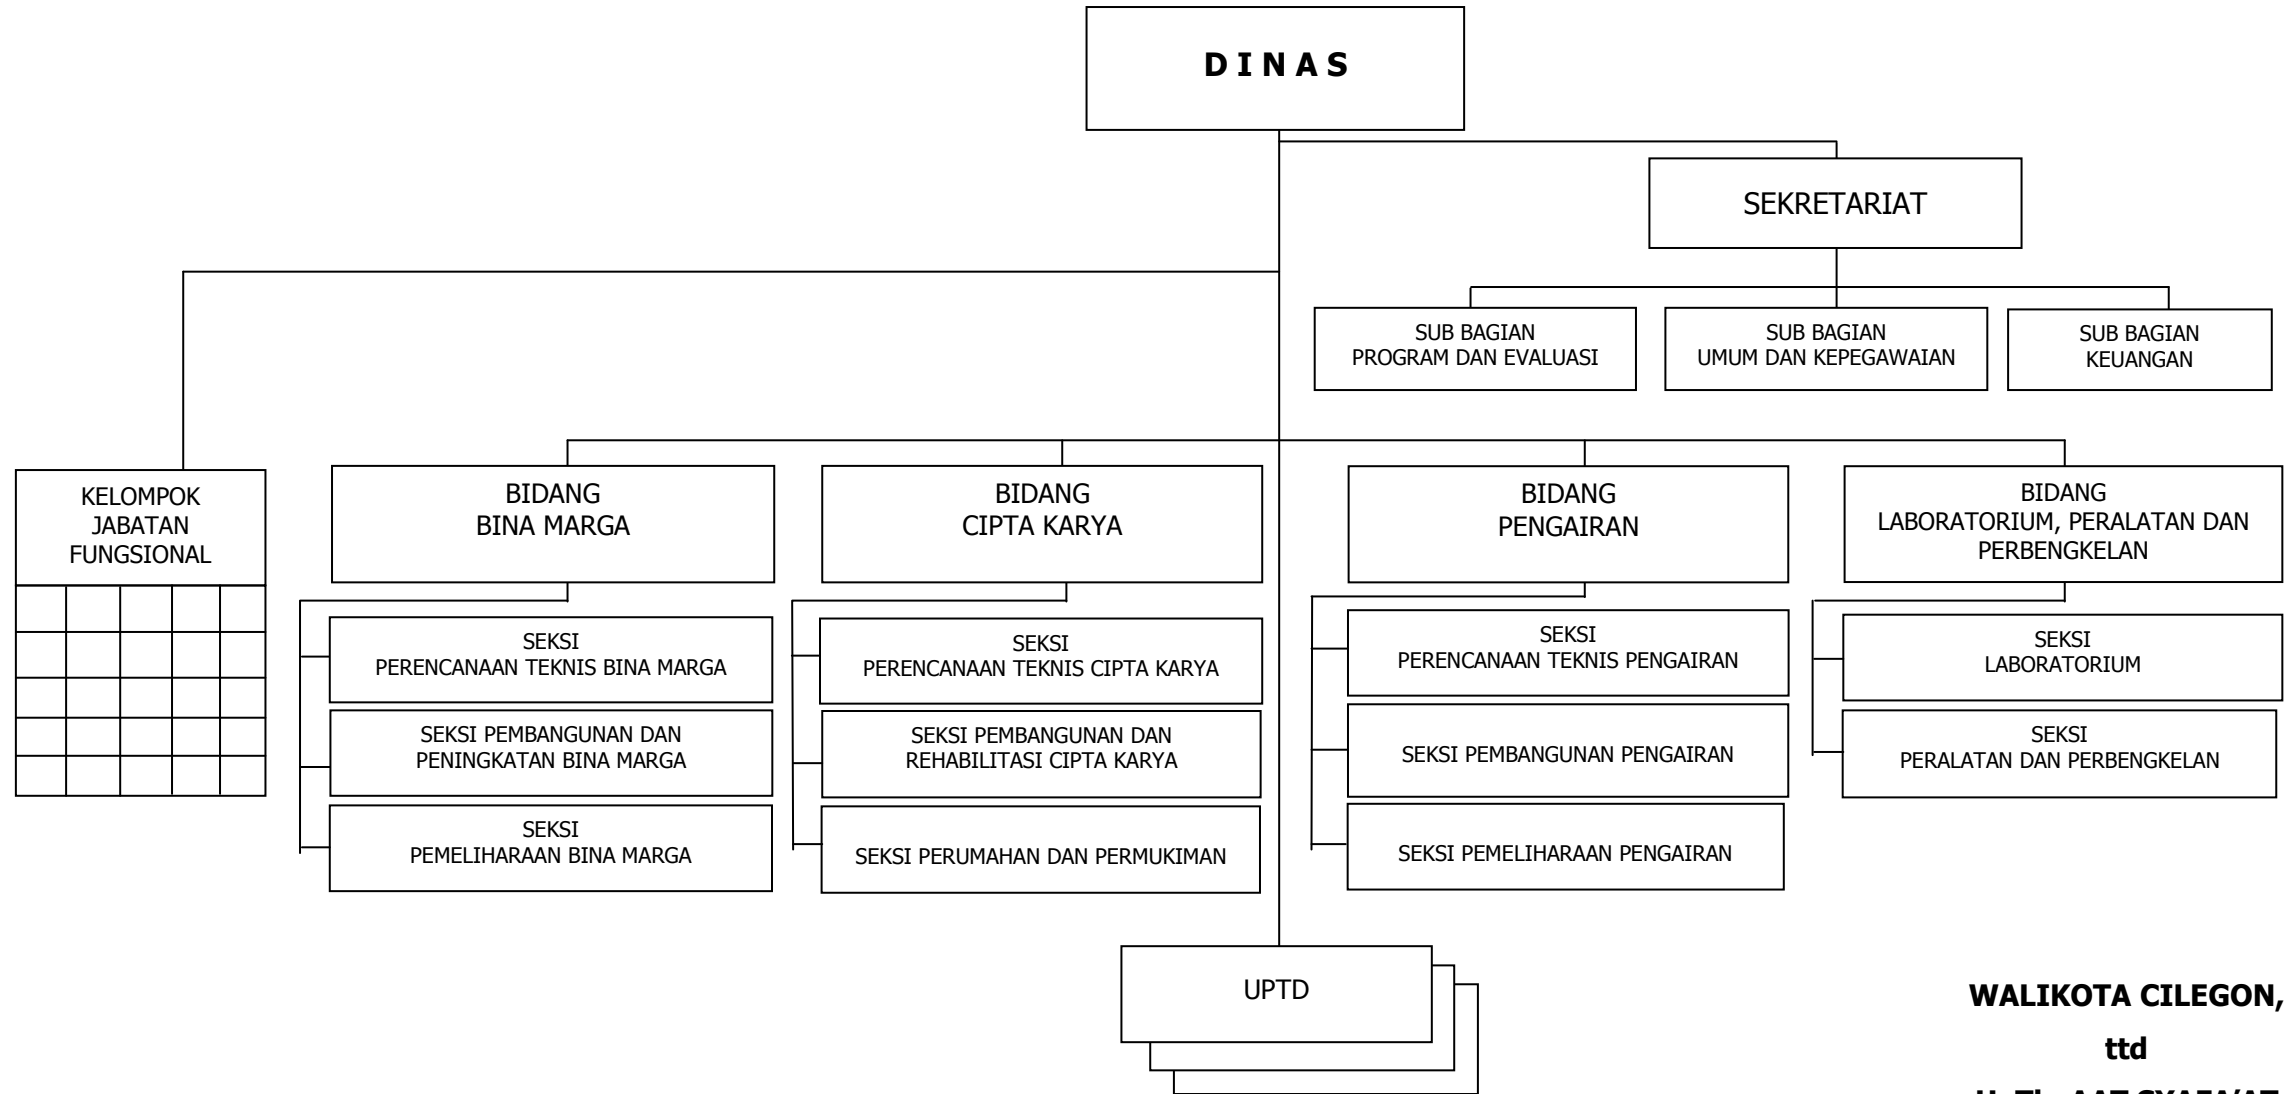 D I N A S
SEKRETARIAT
SUB BAGIAN
PROGRAM DAN EVALUASI
SUB BAGIAN
UMUM DAN KEPEGAWAIAN
SUB BAGIAN
KEUANGAN
KELOMPOK
JABATAN
FUNGSIONAL
BIDANG
BINA MARGA
BIDANG
CIPTA KARYA
BIDANG
PENGAIRAN
BIDANG
LABORATORIUM, PERALATAN DAN
PERBENGKELAN
SEKSI
PERENCANAAN TEKNIS BINA MARGA
SEKSI PEMBANGUNAN DAN
PENINGKATAN BINA MARGA
SEKSI
PEMELIHARAAN BINA MARGA
SEKSI
PERENCANAAN TEKNIS CIPTA KARYA
SEKSI PEMBANGUNAN DAN
REHABILITASI CIPTA KARYA
SEKSI PERUMAHAN DAN PERMUKIMAN
SEKSI
PERENCANAAN TEKNIS PENGAIRAN
SEKSI PEMBANGUNAN PENGAIRAN
SEKSI PEMELIHARAAN PENGAIRAN
SEKSI
LABORATORIUM
SEKSI
PERALATAN DAN PERBENGKELAN
UPTD
WALIKOTA CILEGON,
ttd
AAT SYAFA'AT